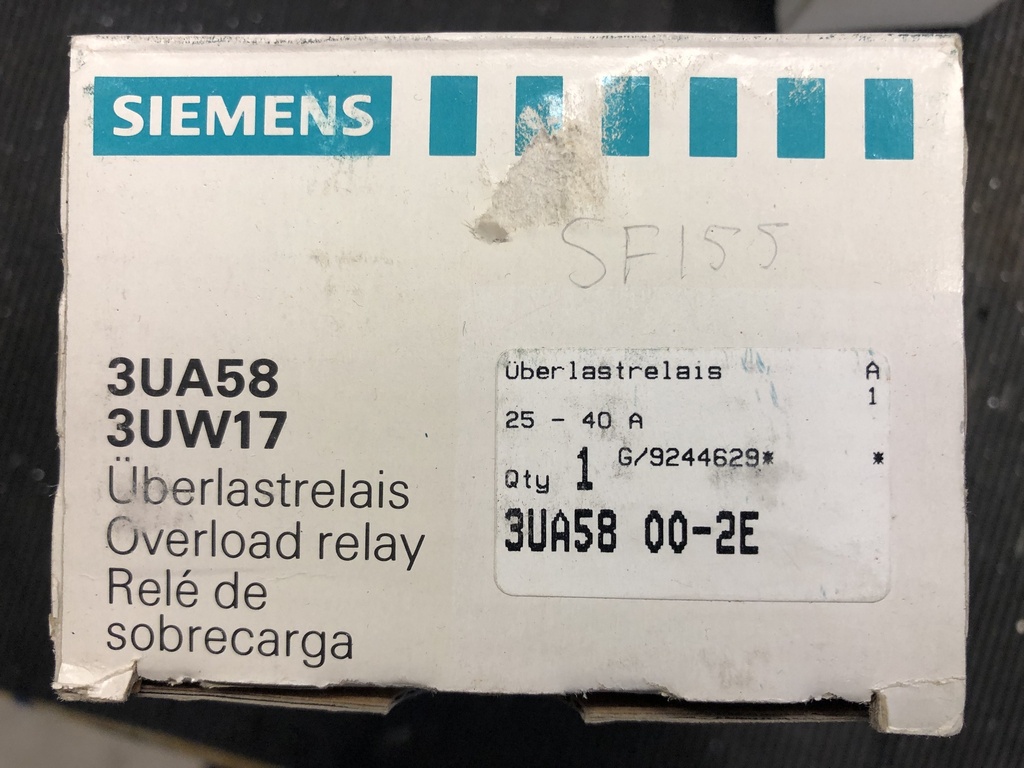 SIEMENS
SF155
3UA58
3UW17
Überlastrelais
Overload relay
Relé de
sobrecarga
Überlastrelais A
1
25 - 40 A
G/9244629* *
Qty 1
3UA58 00-2E